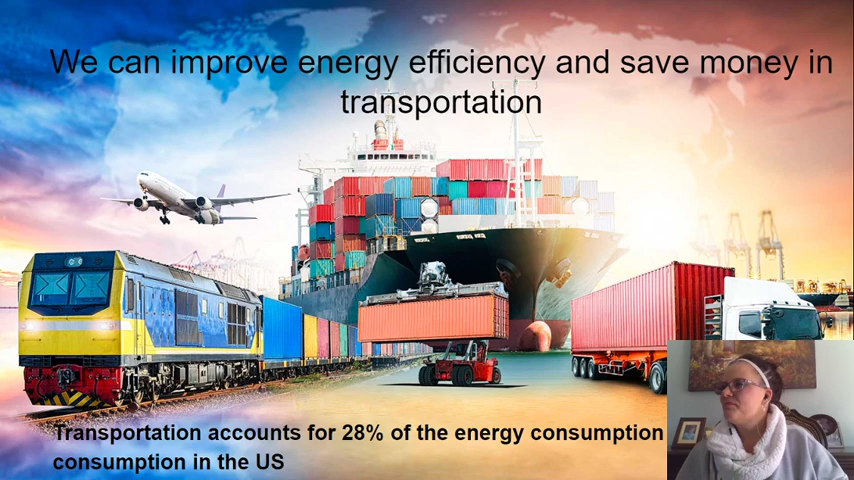 We can improve energy efficiency and save money in
transportation
Transportation accounts for 28% of the energy consumption
consumption in the US